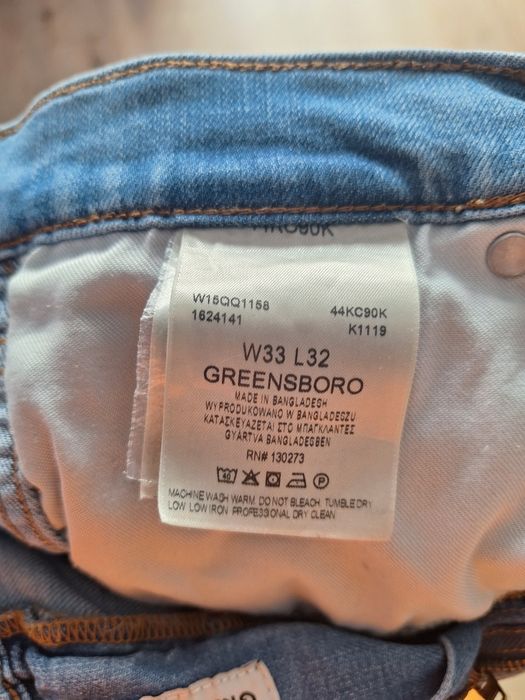 W15QQ1158 44KC90K
1624141 K1119
W33 L32
GREENSBORO
MADE IN BANGLADESH
WYPRODUKOWANO W BANGLADESZU
ΚΑΤΑΣΚΕΥΑΖΕΤΑΙ ΣΤΟ ΜΠΑΓΚΛΑΝΤΕΣ
GYÁRTVA BANGLADESBEN
RN# 130273
40 P
MACHINE WASH WARM. DO NOT BLEACH. TUMBLE DRY
LOW. LOW IRON. PROFESSIONAL DRY CLEAN